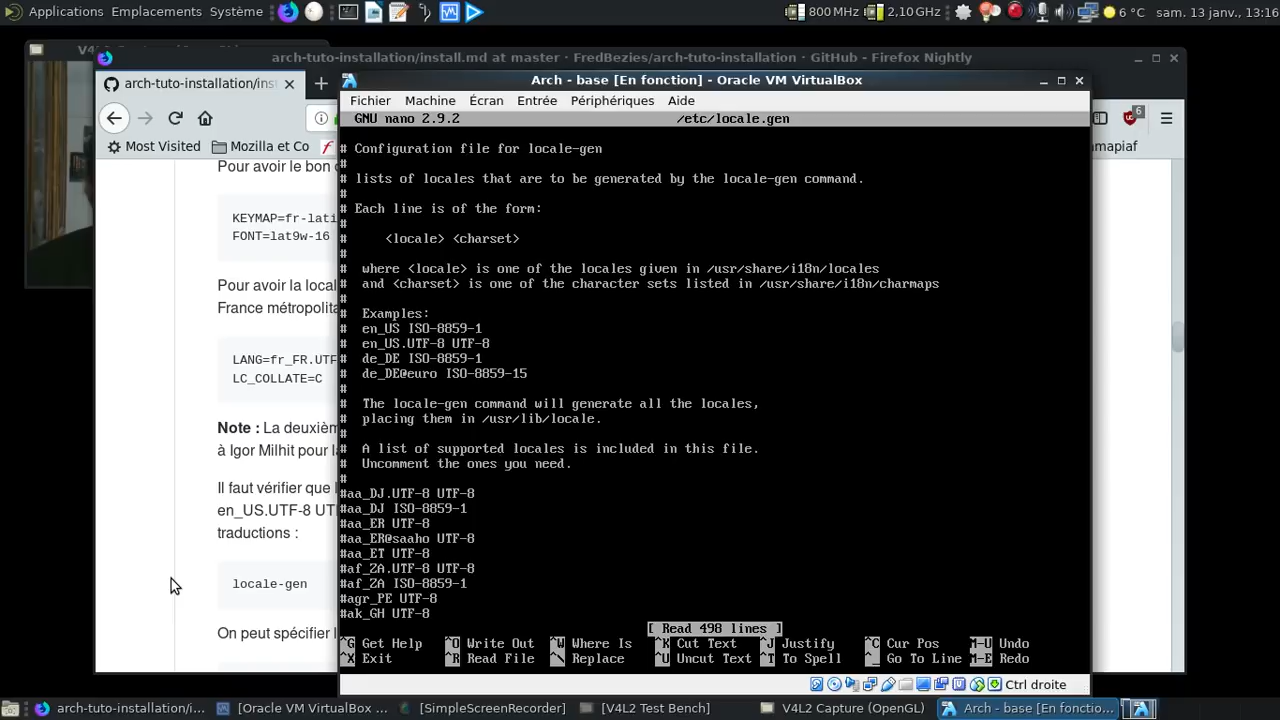 Applications Emplacements Système 800 MHz 2,10 GHz 6 °C sam. 13 janv., 13:16
arch-tuto-installation/install.md at master · FredBezies/arch-tuto-installation · GitHub - Firefox Nightly
arch-tuto-installation/inst
Most Visited Mozilla et Co
6
amapiaf
Pour avoir le bon
KEYMAP=fr-lati
FONT=lat9w-16
Pour avoir la local
France métropolita
LANG=fr_FR.UTF
LC_COLLATE=C
Note : La deuxièm
à Igor Milhit pour l
Il faut vérifier que l
en_US.UTF-8 UT
traductions :
locale-gen
On peut spécifier l
Arch - base [En fonction] - Oracle VM VirtualBox
Fichier Machine Écran Entrée Périphériques Aide
GNU nano 2.9.2 /etc/locale.gen
# Configuration file for locale-gen
#
# lists of locales that are to be generated by the locale-gen command.
#
# Each line is of the form:
#
# <locale> <charset>
#
# where <locale> is one of the locales given in /usr/share/i18n/locales
# and <charset> is one of the character sets listed in /usr/share/i18n/charmaps
#
# Examples:
# en_US ISO-8859-1
# en_US.UTF-8 UTF-8
# de_DE ISO-8859-1
# de_DE@euro ISO-8859-15
#
# The locale-gen command will generate all the locales,
# placing them in /usr/lib/locale.
#
# A list of supported locales is included in this file.
# Uncomment the ones you need.
#
#aa_DJ.UTF-8 UTF-8
#aa_DJ ISO-8859-1
#aa_ER UTF-8
#aa_ER@saaho UTF-8
#aa_ET UTF-8
#af_ZA.UTF-8 UTF-8
#af_ZA ISO-8859-1
#agr_PE UTF-8
#ak_GH UTF-8
[ Read 498 lines ]
^G Get Help ^O Write Out ^W Where Is ^K Cut Text ^J Justify ^C Cur Pos M-U Undo
^X Exit ^R Read File ^\ Replace ^U Uncut Text ^T To Spell ^_ Go To Line M-E Redo
Ctrl droite
arch-tuto-installation/i... [Oracle VM VirtualBox ... [SimpleScreenRecorder] [V4L2 Test Bench] V4L2 Capture (OpenGL) Arch - base [En fonctio...